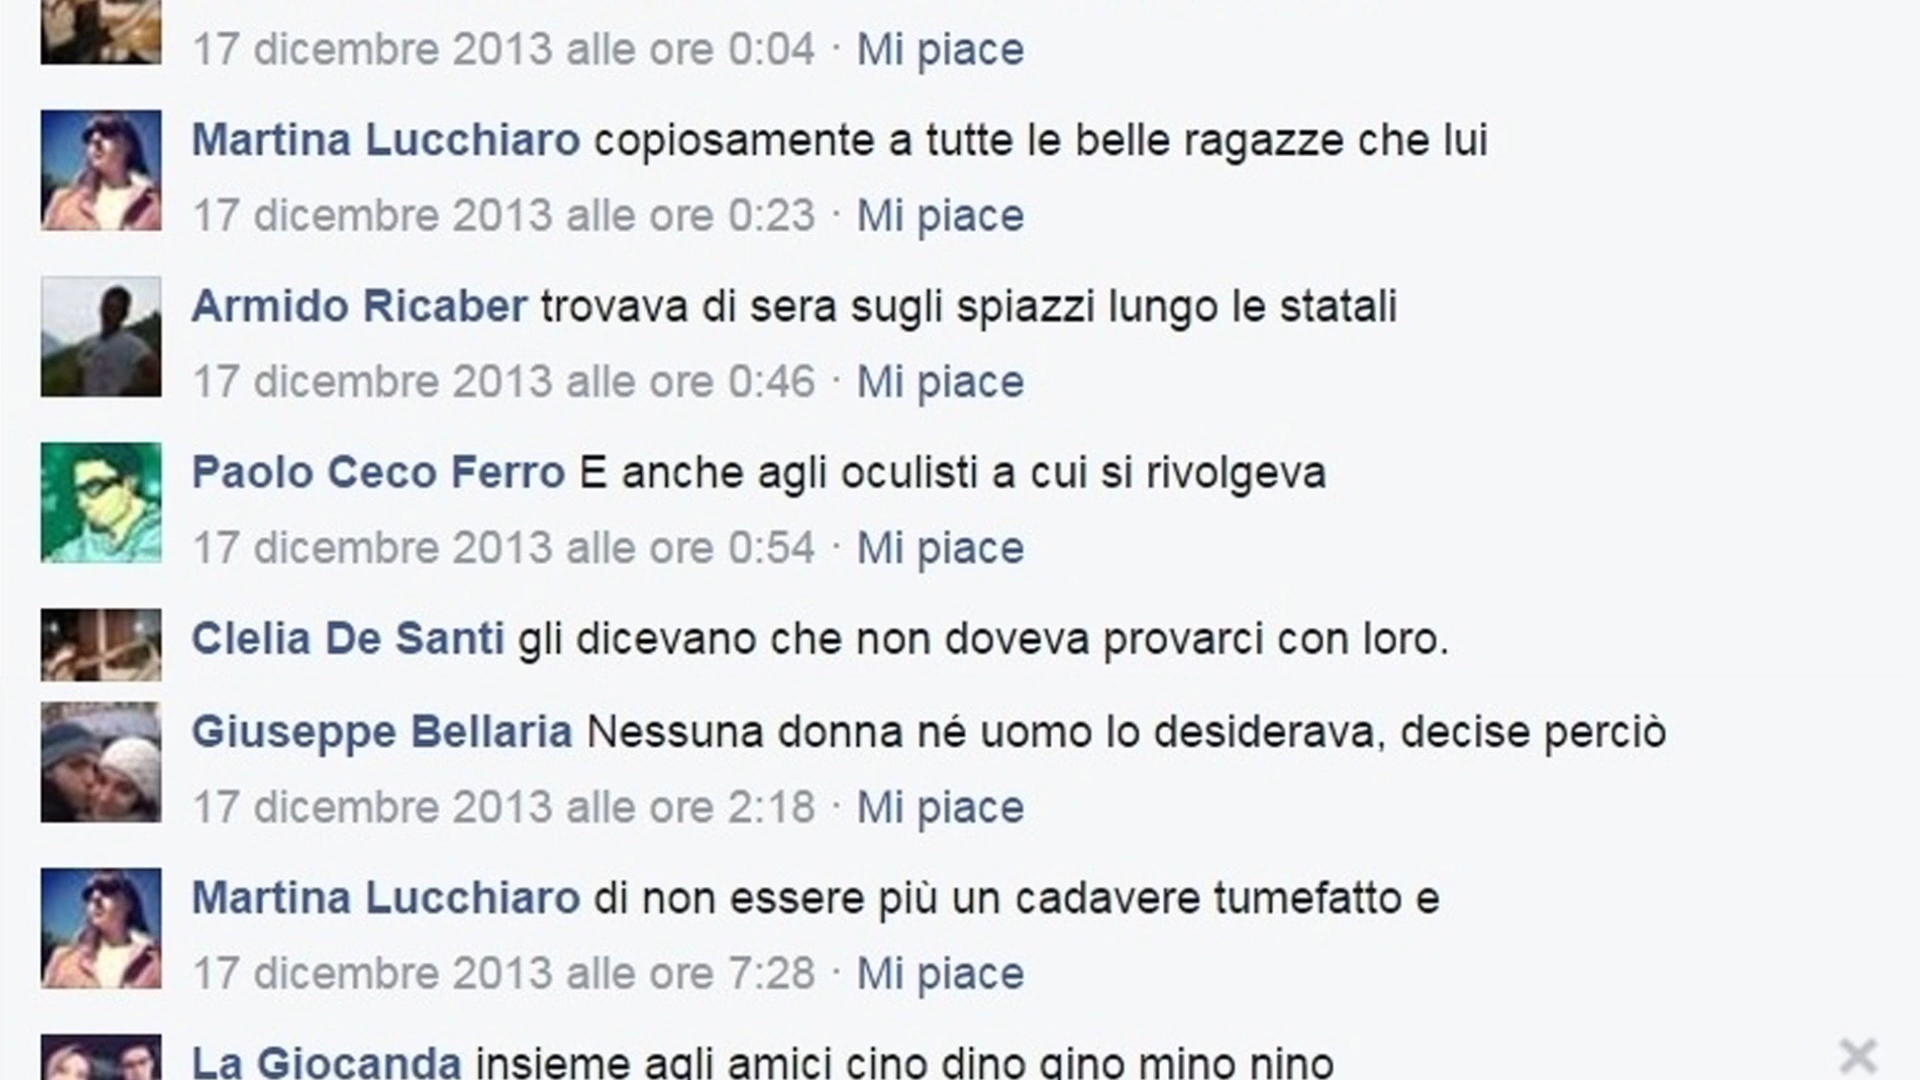 17 dicembre 2013 alle ore 0:04 · Mi piace
Martina Lucchiaro copiosamente a tutte le belle ragazze che lui
17 dicembre 2013 alle ore 0:23 · Mi piace
Armido Ricaber trovava di sera sugli spiazzi lungo le statali
17 dicembre 2013 alle ore 0:46 · Mi piace
Paolo Ceco Ferro E anche agli oculisti a cui si rivolgeva
17 dicembre 2013 alle ore 0:54 · Mi piace
Clelia De Santi gli dicevano che non doveva provarci con loro.
Giuseppe Bellaria Nessuna donna né uomo lo desiderava, decise perciò
17 dicembre 2013 alle ore 2:18 · Mi piace
Martina Lucchiaro di non essere più un cadavere tumefatto e
17 dicembre 2013 alle ore 7:28 · Mi piace
La Giocanda insieme agli amici cino dino gino mino nino